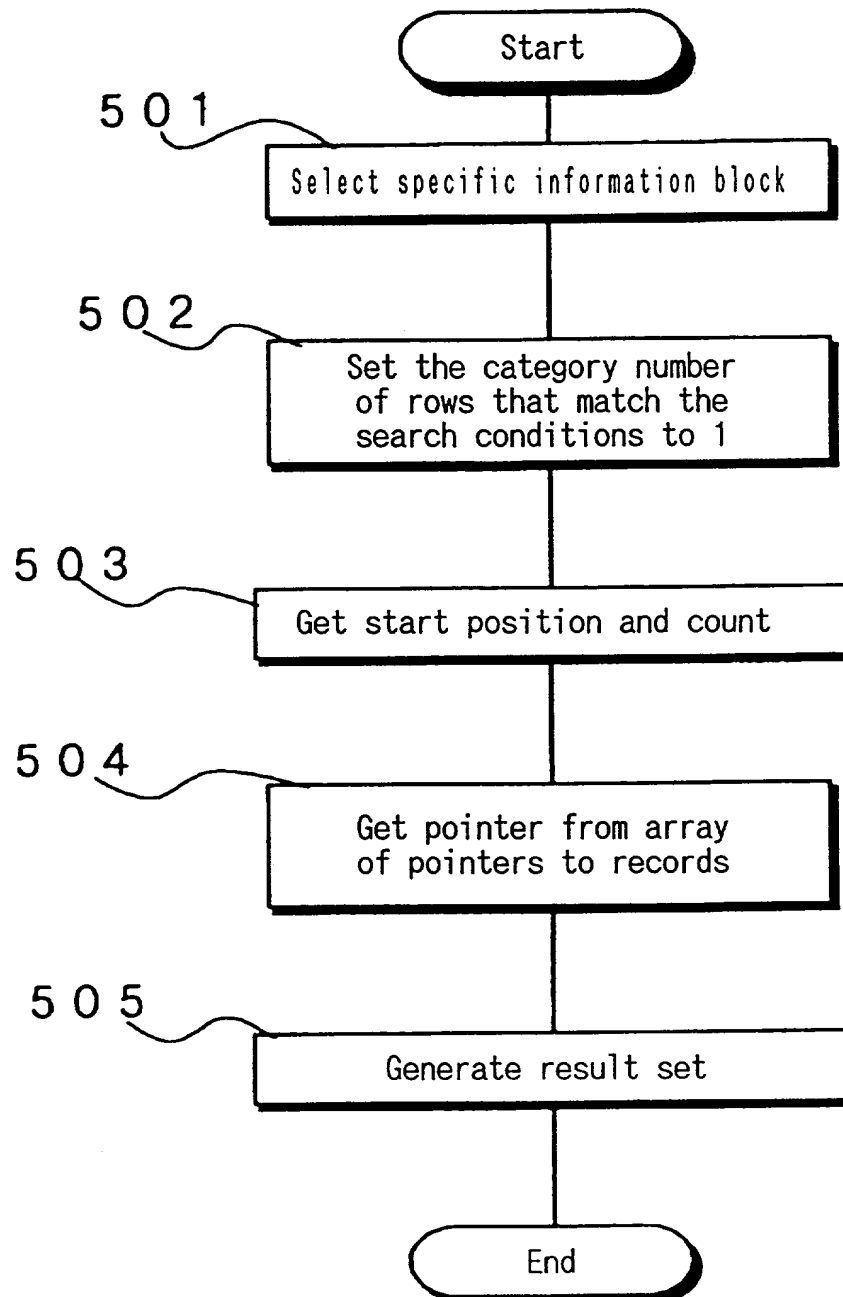 Start
501
Select specific information block
502
Set the category number
of rows that match the
search conditions to 1
503
Get start position and count
504
Get pointer from array
of pointers to records
505
Generate result set
End